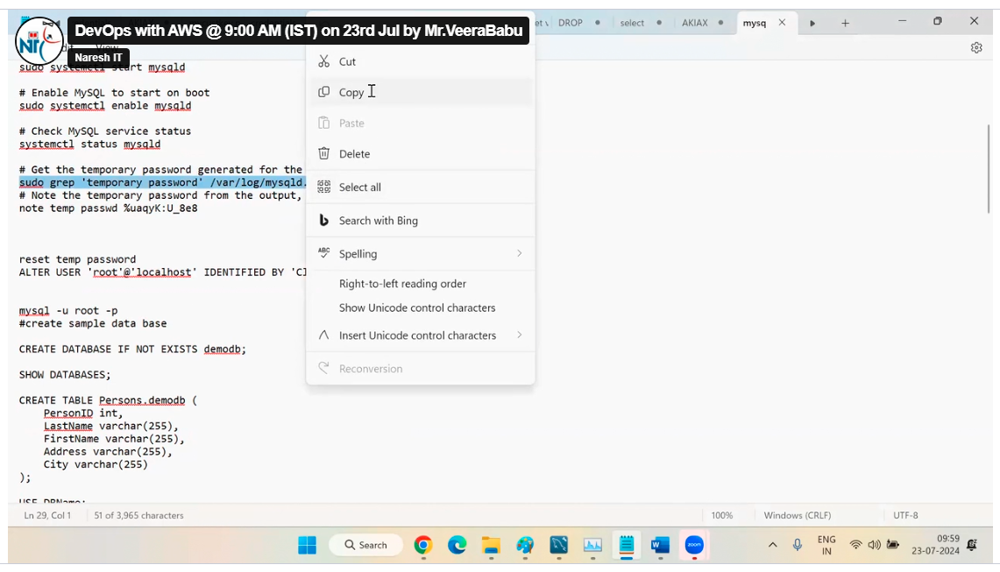 DevOps with AWS @ 9:00 AM (IST) on 23rd Jul by Mr.VeeraBabu
Naresh IT
DROP
select
AKIAX
mysq
View
sudo systemctl start mysqld
# Enable MySQL to start on boot
sudo systemctl enable mysqld
# Check MySQL service status
systemctl status mysqld
# Get the temporary password generated for the
sudo grep 'temporary password' /var/log/mysqld.
# Note the temporary password from the output,
note temp passwd %uaqyK:U_8e8
reset temp password
ALTER USER 'root'@'localhost' IDENTIFIED BY 'C
mysql -u root -p
#create sample data base
CREATE DATABASE IF NOT EXISTS demodb;
SHOW DATABASES;
CREATE TABLE Persons.demodb (
PersonID int,
LastName varchar(255),
FirstName varchar(255),
Address varchar(255),
City varchar(255)
);
USE DBName;
Cut
Copy
Paste
Delete
Select all
Search with Bing
Spelling
Right-to-left reading order
Show Unicode control characters
Insert Unicode control characters
Reconversion
Ln 29, Col 1
51 of 3,965 characters
100%
Windows (CRLF)
UTF-8
Search
zoom
ENG
IN
09:59
23-07-2024